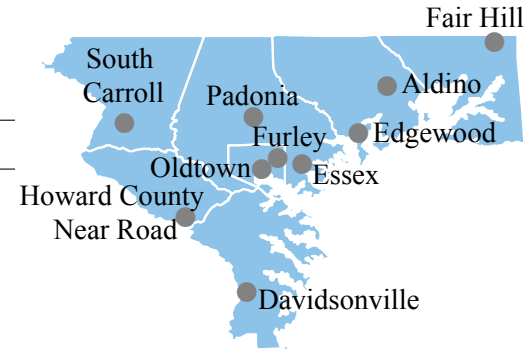 Fair Hill
South
Carroll
Aldino
Padonia
Furley
Edgewood
Oldtown
Essex
Howard County
Near Road
Davidsonville